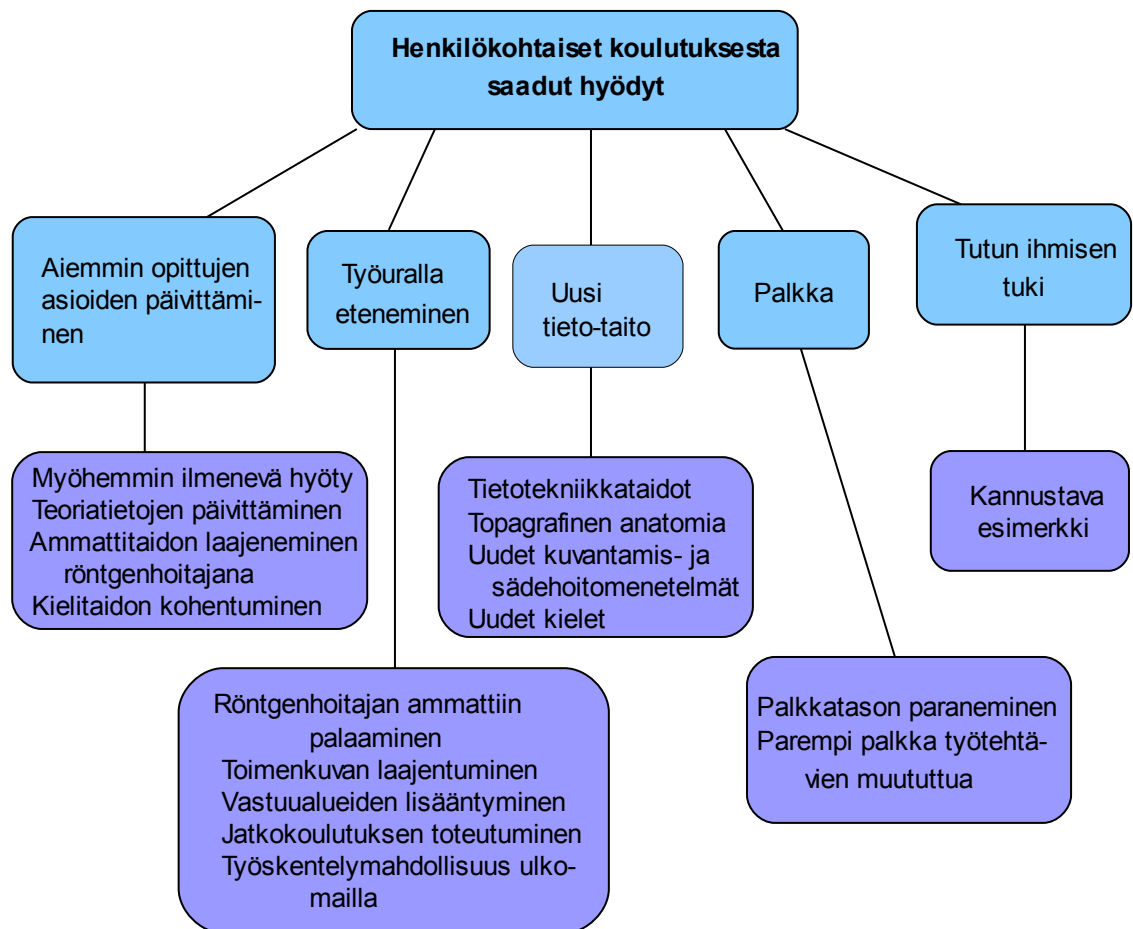 Henkilökohtaiset koulutuksesta
saadut hyödyt
Aiemmin opittujen
asioiden päivittämi-
nen
Työuralla
eteneminen
Uusi
tieto-taito
Palkka
Tutun ihmisen
tuki
Myöhemmin ilmenevä hyöty
Teoriatietojen päivittäminen
Ammattitaidon laajeneminen
röntgenhoitajana
Kielitaidon kohentuminen
Tietotekniikkataidot
Topagrafinen anatomia
Uudet kuvantamis- ja
sädehoitomenetelmät
Uudet kielet
Kannustava
esimerkki
Röntgenhoitajan ammattiin
palaaminen
Toimenkuvan laajentuminen
Vastuualueiden lisääntyminen
Jatkokoulutuksen toteutuminen
Työskentelymahdollisuus ulko-
mailla
Palkkatason paraneminen
Parempi palkka työtehtä-
vien muututtua